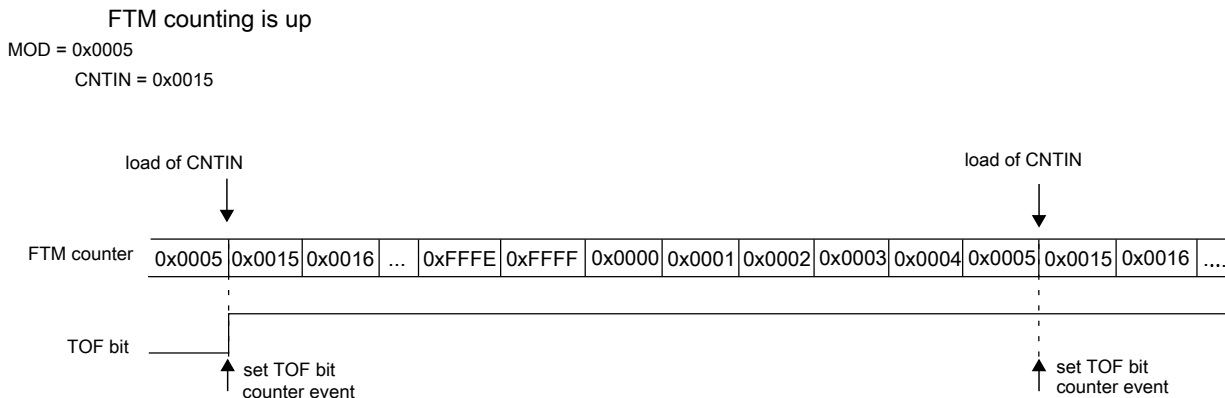 FTM counting is up
MOD = 0x0005
CNTIN = 0x0015
load of CNTIN load of CNTIN
FTM counter 0x0005 0x0015 0x0016 ... 0xFFFE 0xFFFF 0x0000 0x0001 0x0002 0x0003 0x0004 0x0005 0x0015 0x0016 ....
TOF bit
set TOF bit set TOF bit
counter event counter event